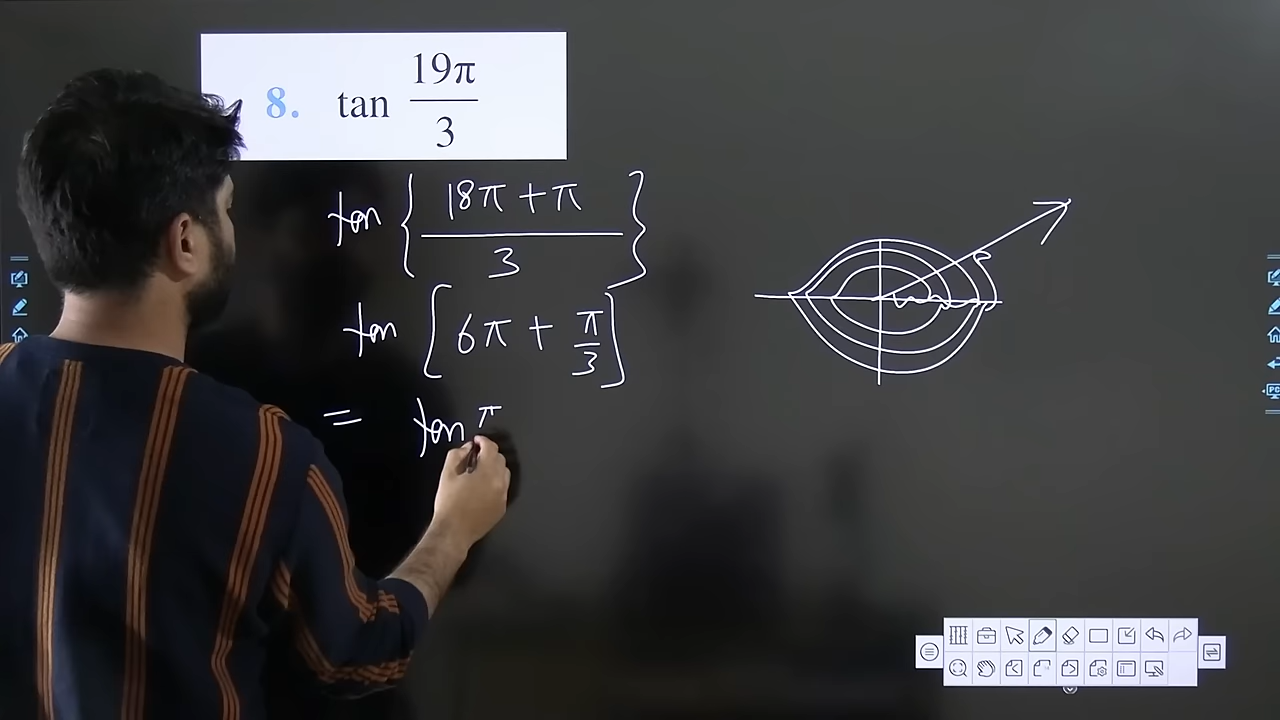 8. tan 19π/3
tan { (18π + π)/3 }
tan [ 6π + π/3 ]
= tan π